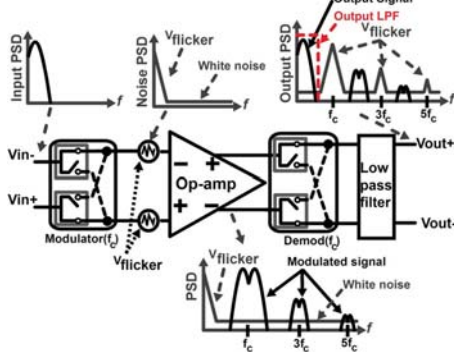 Output Signal
Output LPF
Input PSD
f
Noise PSD
Vflicker
White noise
f
Output PSD
Vflicker
fc
3fc
5fc
f
Vin-
Vin+
Modulator(fc)
Vflicker
Op-amp
Demod(fc)
Low
pass
filter
Vout+
Vout-
Modulated signal
PSD
Vflicker
White noise
fc
3fc
5fc
f